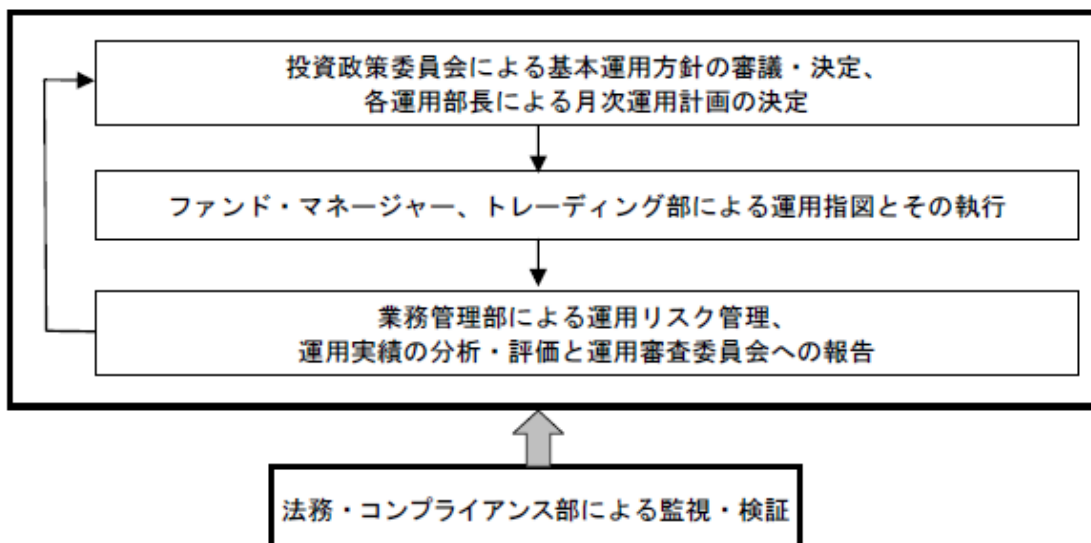 投資政策委員会による基本運用方針の審議・決定、
各運用部長による月次運用計画の決定
ファンド・マネージャー、トレーディング部による運用指図とその執行
業務管理部による運用リスク管理、
運用実績の分析・評価と運用審査委員会への報告
法務・コンプライアンス部による監視・検証